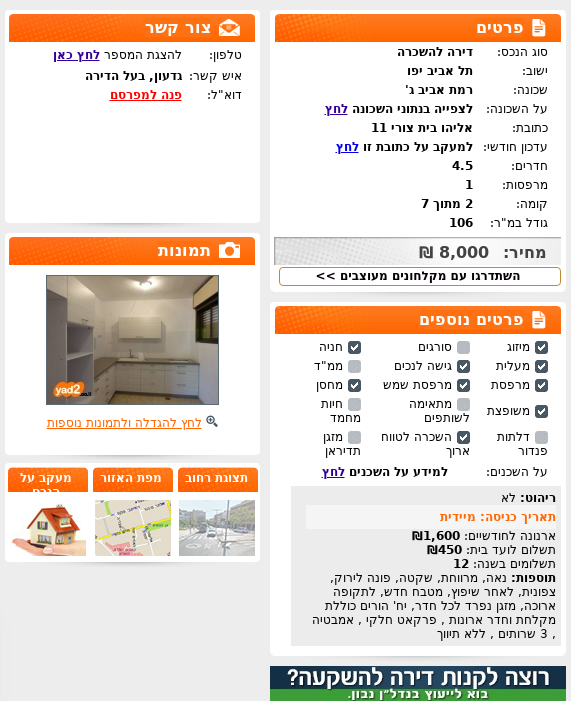 פרטים
סוג הנכס: דירה להשכרה
ישוב: תל אביב יפו
שכונה: רמת אביב ג'
על השכונה: לצפייה בנתוני השכונה לחץ
כתובת: אליהו בית צורי 11
עדכון חודשי: למעקב על כתובת זו לחץ
חדרים: 4.5
מרפסות: 1
קומה: 2 מתוך 7
גודל במ"ר: 106
מחיר: 8,000 ₪
השתדרגו עם מקלחונים מעוצבים >>
פרטים נוספים
מיזוג סורגים חניה
מעלית גישה לנכים ממ"ד
מרפסת מרפסת שמש מחסן
משופצת מתאימה לשותפים חיות מחמד
דלתות פנדור השכרה לטווח ארוך מזגן תדיראן
על השכנים: למידע על השכנים לחץ
ריהוט: לא
תאריך כניסה: מיידית
ארנונה לחודשיים: 1,600₪
תשלום לועד בית: 450₪
תשלומים בשנה: 12
תוספות: נאה, מרווחת, שקטה, פונה לירוק,
צפונית, לאחר שיפוץ, מטבח חדש, לתקופה
ארוכה, מזגן נפרד לכל חדר, יח' הורים כוללת
מקלחת וחדר ארונות , פרקאט חלקי , אמבטיה
, 3 שרותים , ללא תיווך
רוצה לקנות דירה להשקעה?
בוא לייעוץ בנדל"ן נבון.
צור קשר
טלפון: להצגת המספר לחץ כאן
איש קשר: גדעון, בעל הדירה
דוא"ל: פנה למפרסם
תמונות
yad2
לחץ להגדלה ולתמונות נוספות
תצוגת רחוב
מפת האזור
מעקב על